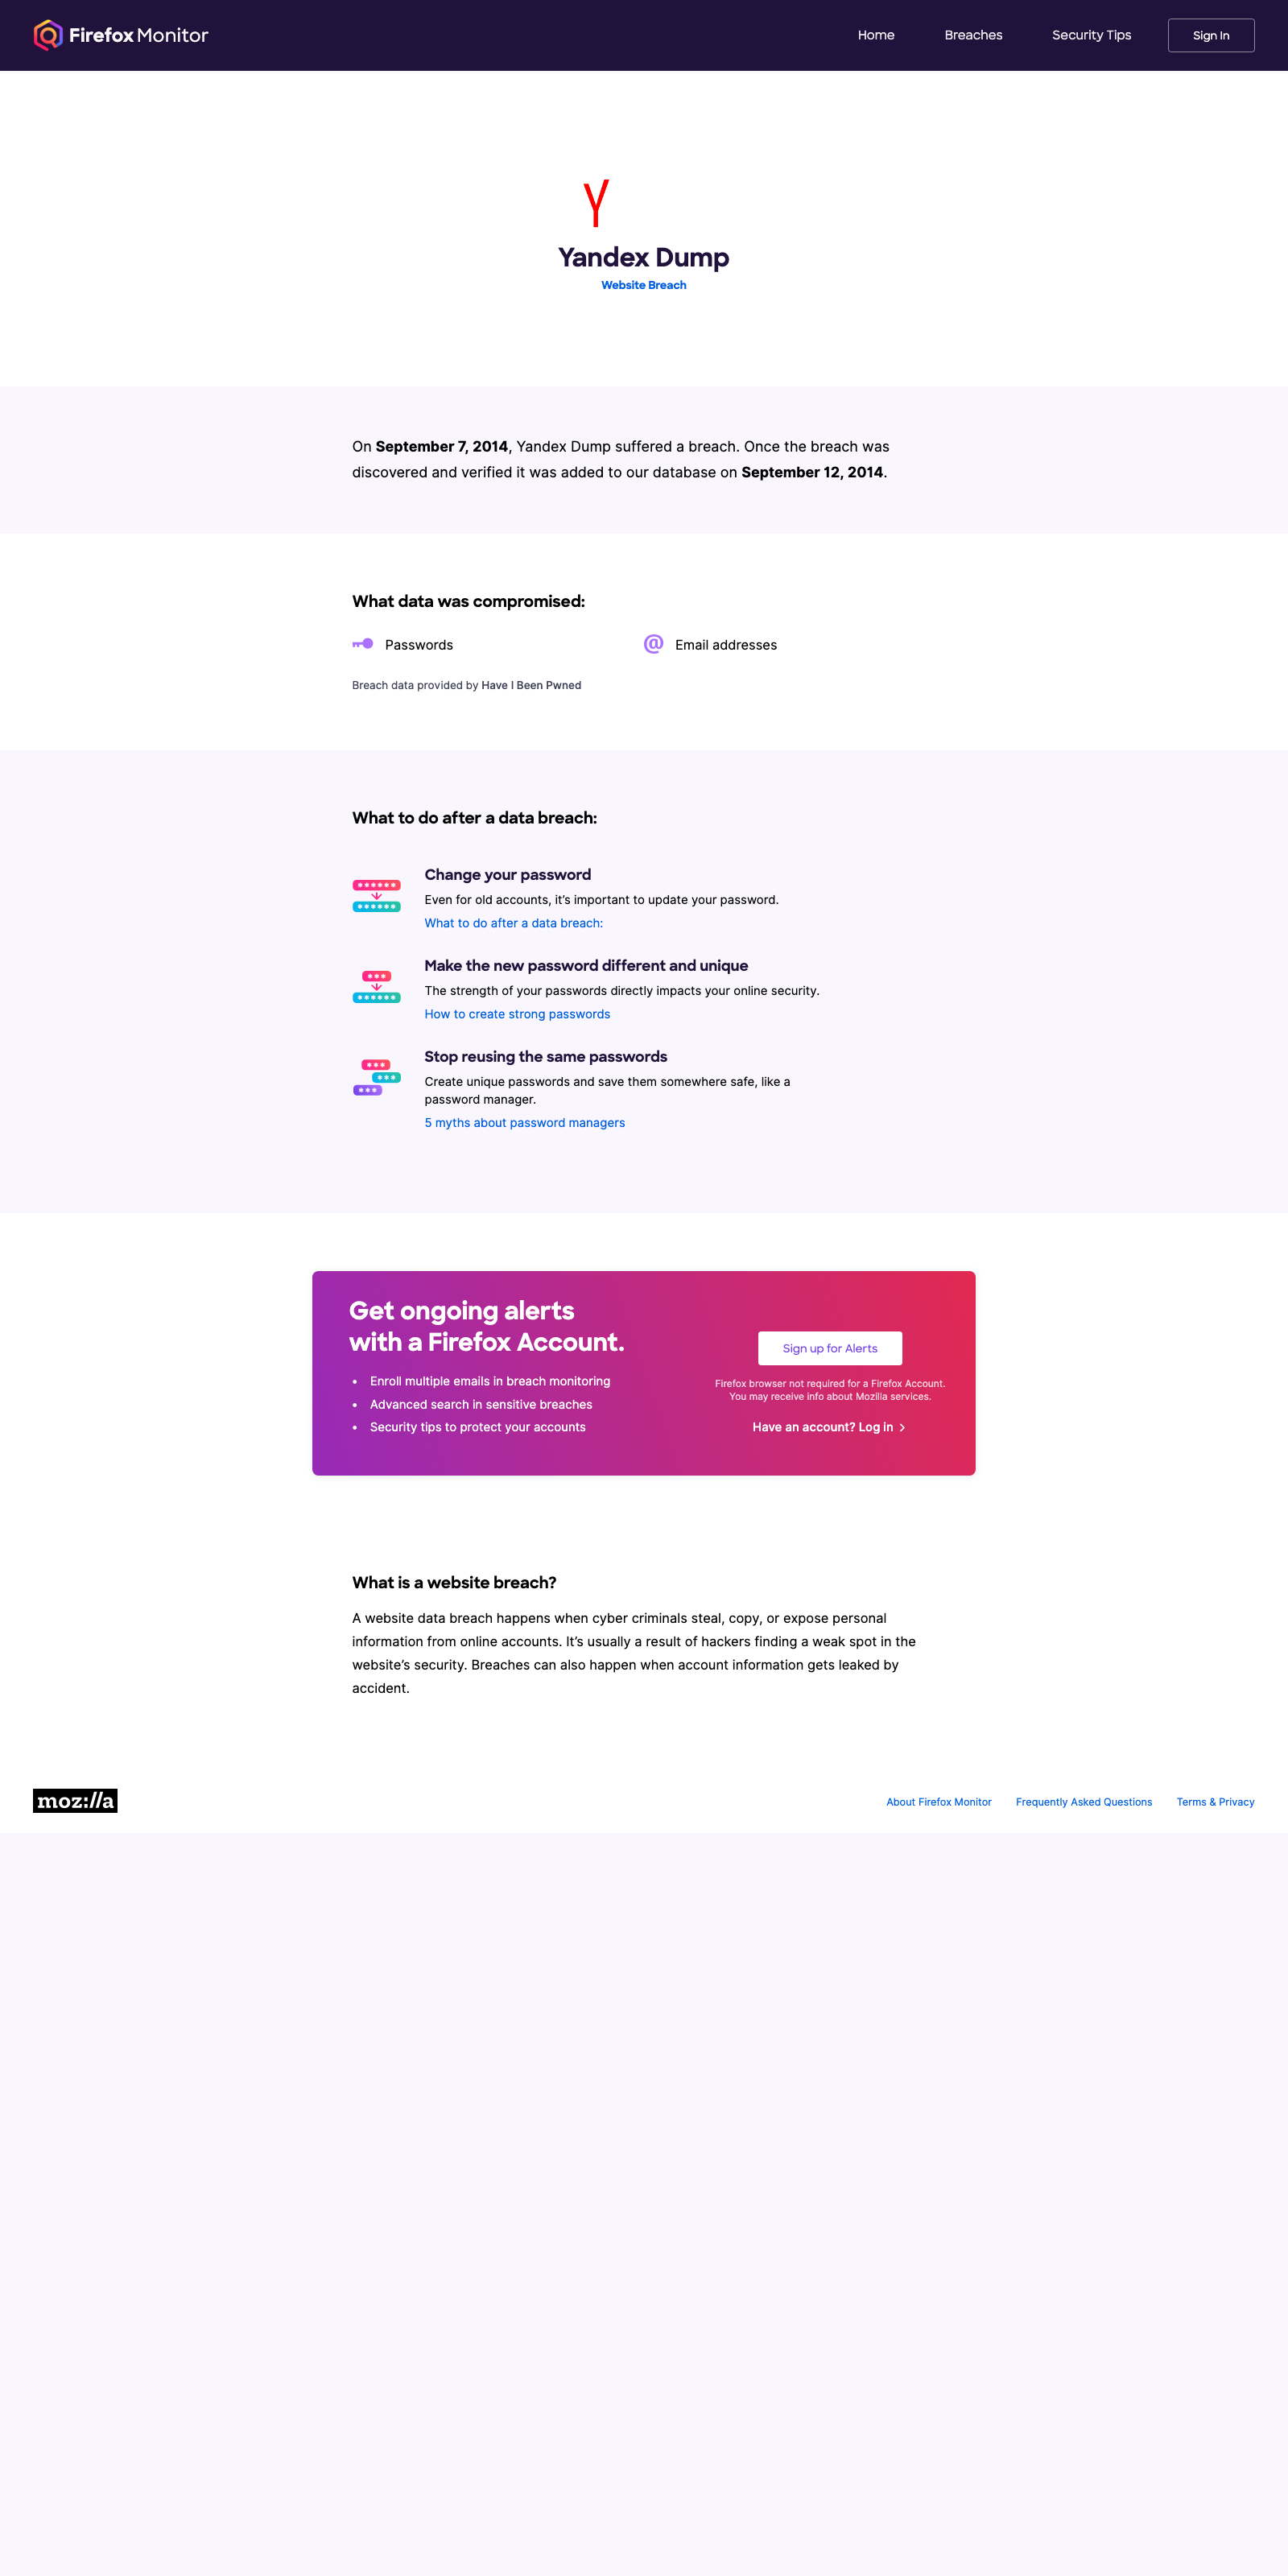 Firefox Monitor
Home Breaches Security Tips Sign In
Yandex Dump
Website Breach
On September 7, 2014, Yandex Dump suffered a breach. Once the breach was
discovered and verified it was added to our database on September 12, 2014.
What data was compromised:
Passwords @ Email addresses
Breach data provided by Have I Been Pwned
What to do after a data breach:
Change your password
Even for old accounts, it’s important to update your password.
What to do after a data breach:
Make the new password different and unique
The strength of your passwords directly impacts your online security.
How to create strong passwords
Stop reusing the same passwords
Create unique passwords and save them somewhere safe, like a
password manager.
5 myths about password managers
Get ongoing alerts
with a Firefox Account.
• Enroll multiple emails in breach monitoring
• Advanced search in sensitive breaches
• Security tips to protect your accounts
Sign up for Alerts
Firefox browser not required for a Firefox Account.
You may receive info about Mozilla services.
Have an account? Log in
What is a website breach?
A website data breach happens when cyber criminals steal, copy, or expose personal
information from online accounts. It’s usually a result of hackers finding a weak spot in the
website’s security. Breaches can also happen when account information gets leaked by
accident.
moz://a
About Firefox Monitor Frequently Asked Questions Terms & Privacy